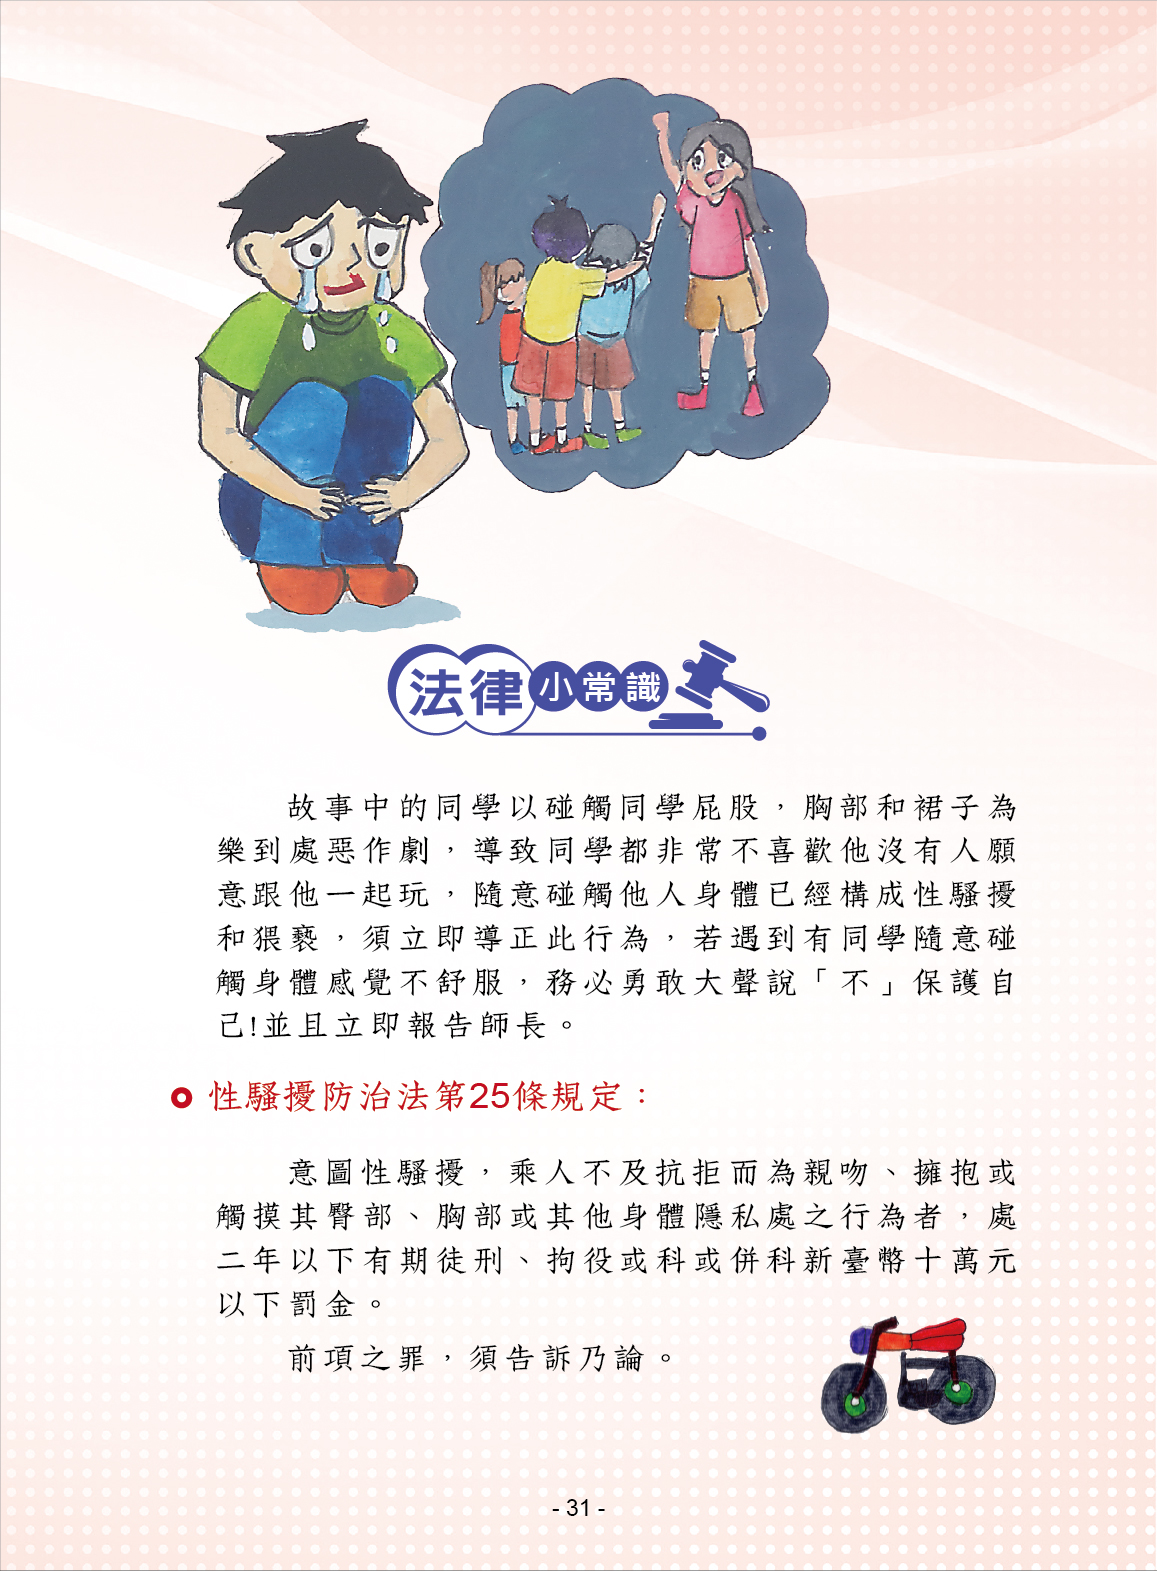 法律小常識
故事中的同學以碰觸同學屁股，胸部和裙子為
樂到處惡作劇，導致同學都非常不喜歡他沒有人願
意跟他一起玩，隨意碰觸他人身體已經構成性騷擾
和猥褻，須立即導正此行為，若遇到有同學隨意碰
觸身體感覺不舒服，務必勇敢大聲說「不」保護自
己!並且立即報告師長。
性騷擾防治法第25條規定：
意圖性騷擾，乘人不及抗拒而為親吻、擁抱或
觸摸其臀部、胸部或其他身體隱私處之行為者，處
二年以下有期徒刑、拘役或科或併科新臺幣十萬元
以下罰金。
前項之罪，須告訴乃論。
- 31 -